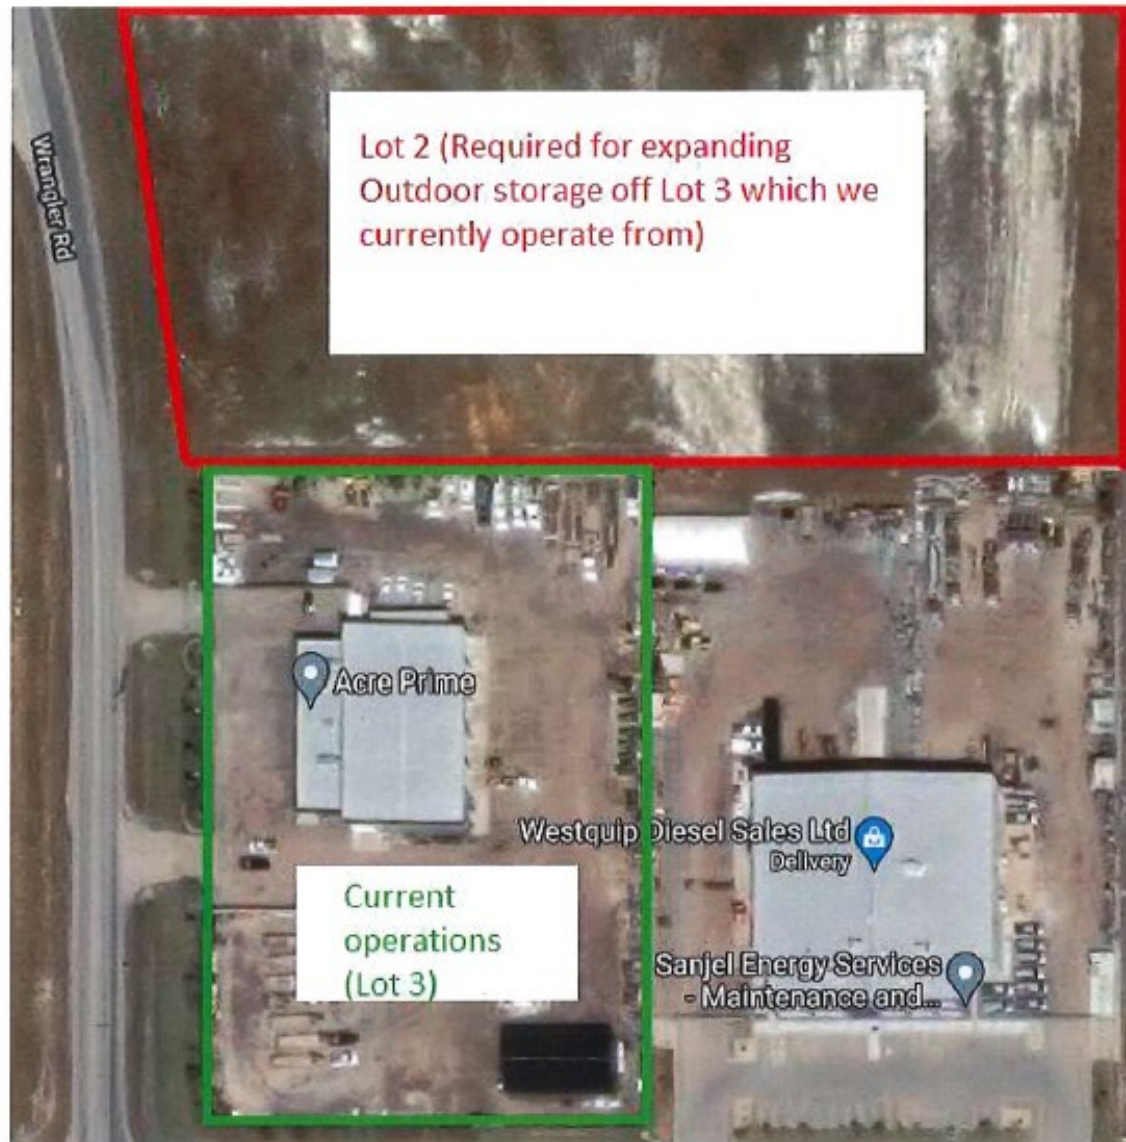 Wrangler Rd
Lot 2 (Required for expanding
Outdoor storage off Lot 3 which we
currently operate from)
Acre Prime
Westquip Diesel Sales Ltd
Delivery
Current
operations
(Lot 3)
Sanjel Energy Services
- Maintenance and...